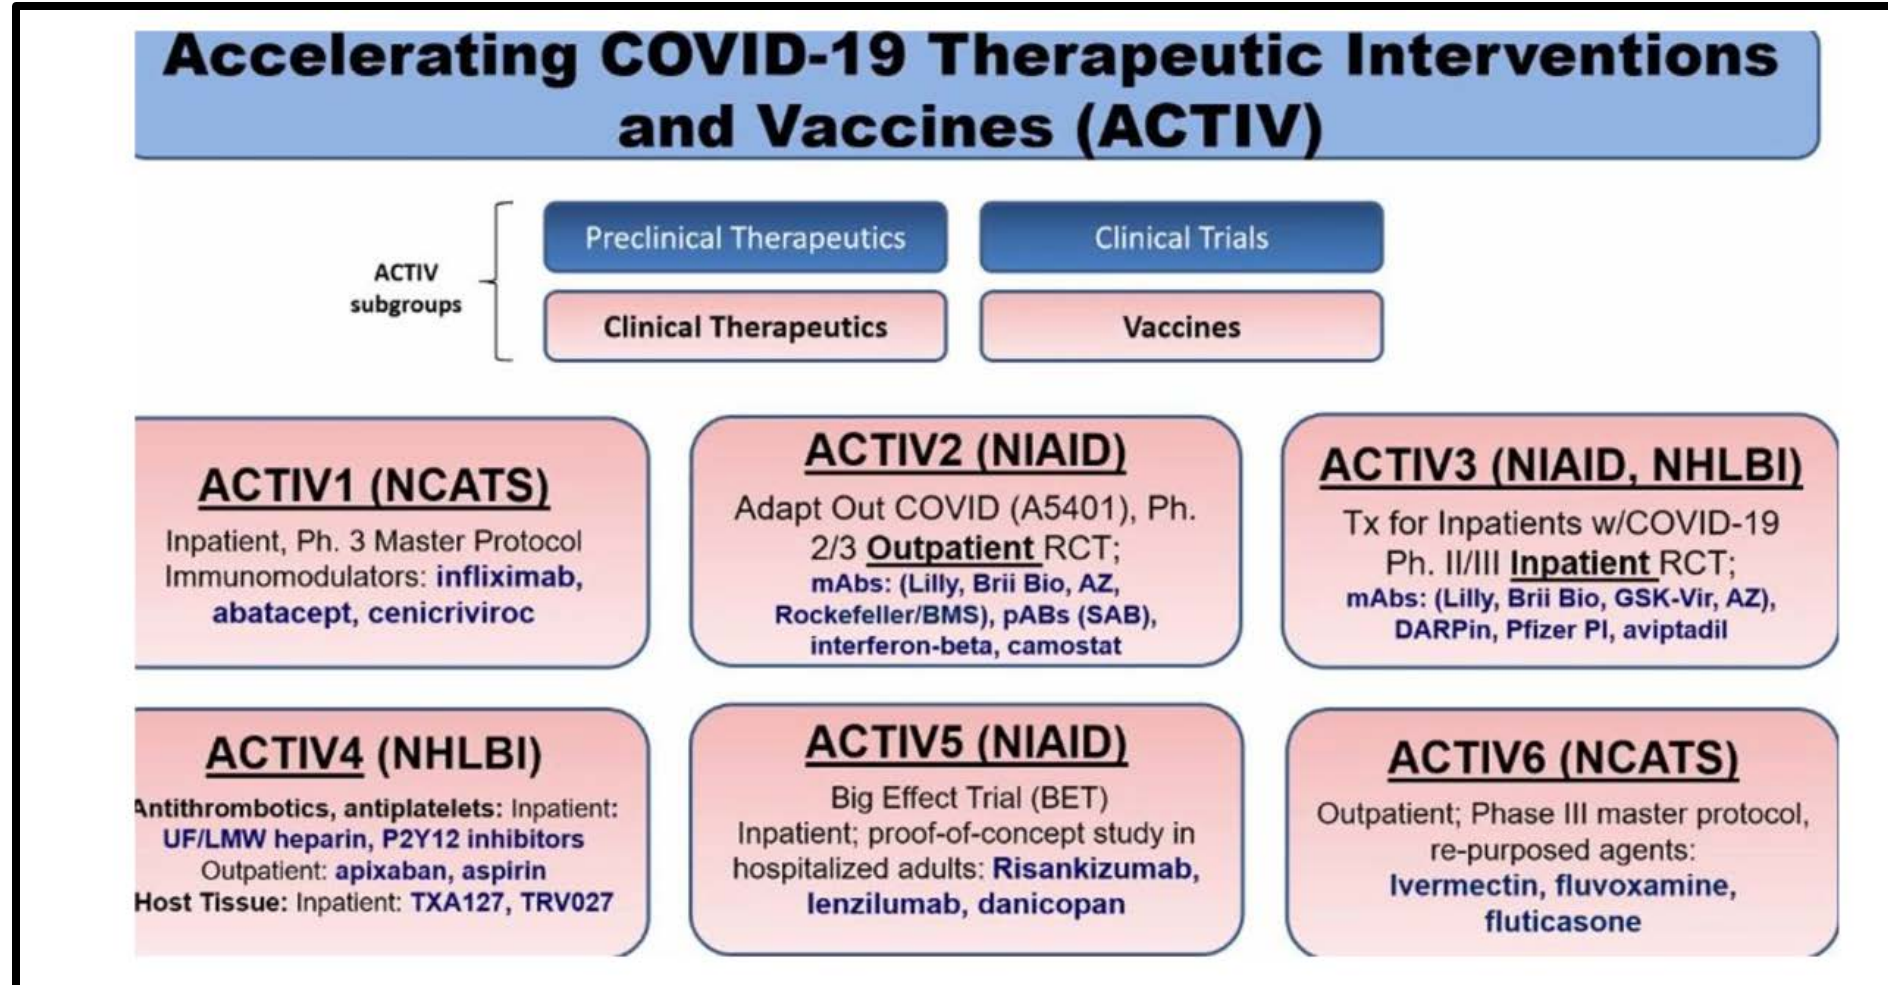 Accelerating COVID-19 Therapeutic Interventions
and Vaccines (ACTIV)
ACTIV
subgroups
Preclinical Therapeutics
Clinical Trials
Clinical Therapeutics
Vaccines
ACTIV1 (NCATS)
Inpatient, Ph. 3 Master Protocol
Immunomodulators: infliximab,
abatacept, cenicriviroc
ACTIV2 (NIAID)
Adapt Out COVID (A5401), Ph.
2/3 Outpatient RCT;
mAbs: (Lilly, Brii Bio, AZ,
Rockefeller/BMS), pABs (SAB),
interferon-beta, camostat
ACTIV3 (NIAID, NHLBI)
Tx for Inpatients w/COVID-19
Ph. II/III Inpatient RCT;
mAbs: (Lilly, Brii Bio, GSK-Vir, AZ),
DARPin, Pfizer PI, aviptadil
ACTIV4 (NHLBI)
Antithrombotics, antiplatelets: Inpatient:
UF/LMW heparin, P2Y12 inhibitors
Outpatient: apixaban, aspirin
Host Tissue: Inpatient: TXA127, TRV027
ACTIV5 (NIAID)
Big Effect Trial (BET)
Inpatient; proof-of-concept study in
hospitalized adults: Risankizumab,
lenzilumab, danicopan
ACTIV6 (NCATS)
Outpatient; Phase III master protocol,
re-purposed agents:
Ivermectin, fluvoxamine,
fluticasone